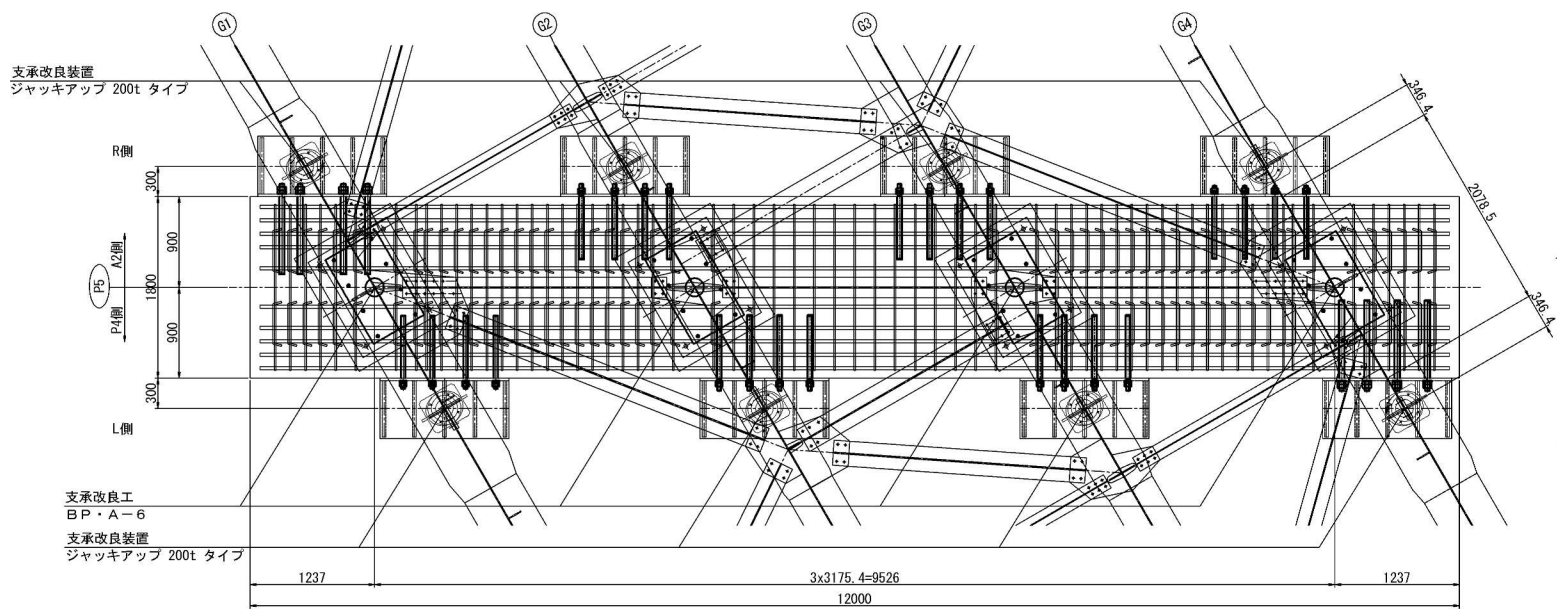 G1
G2
G3
G4
支承改良装置
ジャッキアップ 200t タイプ
346.4
R側
300
2078.5
A2側
900
P5
1800
P4側
900
346.4
300
L側
支承改良工
BP・A-6
支承改良装置
ジャッキアップ 200t タイプ
1237
3x3175.4=9526
1237
12000